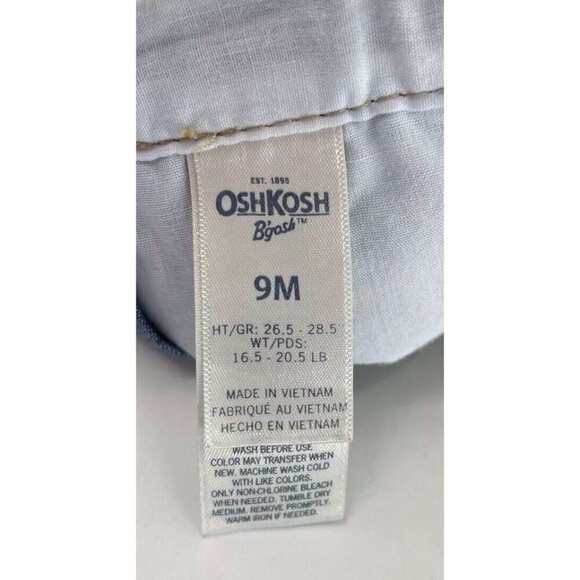 EST. 1895
OSHKOSH
B'gosh™
9M
HT/GR: 26.5 - 28.5
WT/PDS:
16.5 - 20.5 LB
MADE IN VIETNAM
FABRIQUÉ AU VIETNAM
HECHO EN VIETNAM
WASH BEFORE USE
COLOR MAY TRANSFER WHEN
NEW. MACHINE WASH COLD
WITH LIKE COLORS.
ONLY NON-CHLORINE BLEACH
WHEN NEEDED. TUMBLE DRY
MEDIUM. REMOVE PROMPTLY.
WARM IRON IF NEEDED.